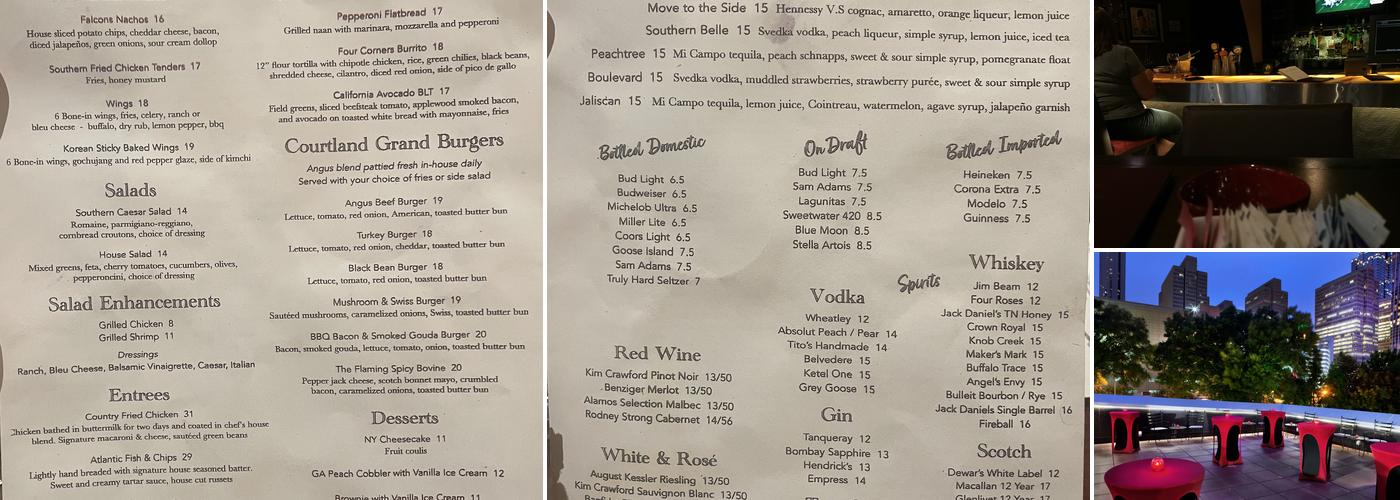 Falcons Nachos 16
House sliced potato chips, cheddar cheese, bacon,
diced jalapeños, green onions, sour cream dollop
Southern Fried Chicken Tenders 17
Fries, honey mustard
Wings 18
6 Bone-in wings, fries, celery, ranch or
bleu cheese - buffalo, dry rub, lemon pepper, bbq
Korean Sticky Baked Wings 19
6 Bone-in wings, gochujang and red pepper glaze, side of kimchi
Salads
Southern Caesar Salad 14
Romaine, parmigiano-reggiano,
cornbread croutons, choice of dressing
House Salad 14
Mixed greens, feta, cherry tomatoes, cucumbers, olives,
pepperoncini, choice of dressing
Salad Enhancements
Grilled Chicken 8
Grilled Shrimp 11
Dressings
Ranch, Bleu Cheese, Balsamic Vinaigrette, Caesar, Italian
Entrees
Country Fried Chicken 31
Chicken bathed in buttermilk for two days and coated in chef's house
blend. Signature macaroni & cheese, sautéed green beans
Atlantic Fish & Chips 29
Lightly hand breaded with signature house seasoned batter.
Sweet and creamy tartar sauce, house cut russets
Pepperoni Flatbread 17
Grilled naan with marinara, mozzarella and pepperoni
Four Corners Burrito 18
12" flour tortilla with chipotle chicken, rice, green chilies, black beans,
shredded cheese, cilantro, diced red onion, side of pico de gallo
California Avocado BLT 17
Field greens, sliced beefsteak tomato, applewood smoked bacon,
and avocado on toasted white bread with mayonnaise, fries
Courtland Grand Burgers
Angus blend pattied fresh in-house daily
Served with your choice of fries or side salad
Angus Beef Burger 19
Lettuce, tomato, red onion, American, toasted butter bun
Turkey Burger 18
Lettuce, tomato, red onion, cheddar, toasted butter bun
Black Bean Burger 18
Lettuce, tomato, red onion, toasted butter bun
Mushroom & Swiss Burger 19
Sautéed mushrooms, caramelized onions, Swiss, toasted butter bun
BBQ Bacon & Smoked Gouda Burger 20
Bacon, smoked gouda, lettuce, tomato, onion, toasted butter bun
The Flaming Spicy Bovine 20
Pepper jack cheese, scotch bonnet mayo, crumbled
bacon, caramelized onions, toasted butter bun
Desserts
NY Cheesecake 11
Fruit coulis
GA Peach Cobbler with Vanilla Ice Cream 12
Brownie with Vanilla Ice Cream 11
Move to the Side 15 Hennessy V.S cognac, amaretto, orange liqueur, lemon juice
Southern Belle 15 Svedka vodka, peach liqueur, simple syrup, lemon juice, iced tea
Peachtree 15 Mi Campo tequila, peach schnapps, sweet & sour simple syrup, pomegranate float
Boulevard 15 Svedka vodka, muddled strawberries, strawberry purée, sweet & sour simple syrup
Jaliscan 15 Mi Campo tequila, lemon juice, Cointreau, watermelon, agave syrup, jalapeño garnish
Bottled Domestic
Bud Light 6.5
Budweiser 6.5
Michelob Ultra 6.5
Miller Lite 6.5
Coors Light 6.5
Goose Island 7.5
Sam Adams 7.5
Truly Hard Seltzer 7
On Draft
Bud Light 7.5
Sam Adams 7.5
Lagunitas 7.5
Sweetwater 420 8.5
Blue Moon 8.5
Stella Artois 8.5
Bottled Imported
Heineken 7.5
Corona Extra 7.5
Modelo 7.5
Guinness 7.5
Spirits
Red Wine
Kim Crawford Pinot Noir 13/50
Benziger Merlot 13/50
Alamos Selection Malbec 13/50
Rodney Strong Cabernet 14/56
White & Rosé
August Kessler Riesling 13/50
Kim Crawford Sauvignon Blanc 13/50
Vodka
Wheatley 12
Absolut Peach / Pear 14
Tito's Handmade 14
Belvedere 15
Ketel One 15
Grey Goose 15
Gin
Tanqueray 12
Bombay Sapphire 13
Hendrick's 13
Empress 14
Whiskey
Jim Beam 12
Four Roses 12
Jack Daniel's TN Honey 15
Crown Royal 15
Knob Creek 15
Maker's Mark 15
Buffalo Trace 15
Angel's Envy 15
Bulleit Bourbon / Rye 15
Jack Daniels Single Barrel 16
Fireball 16
Scotch
Dewar's White Label 12
Macallan 12 Year 17
Glenlivet 12 Year 17